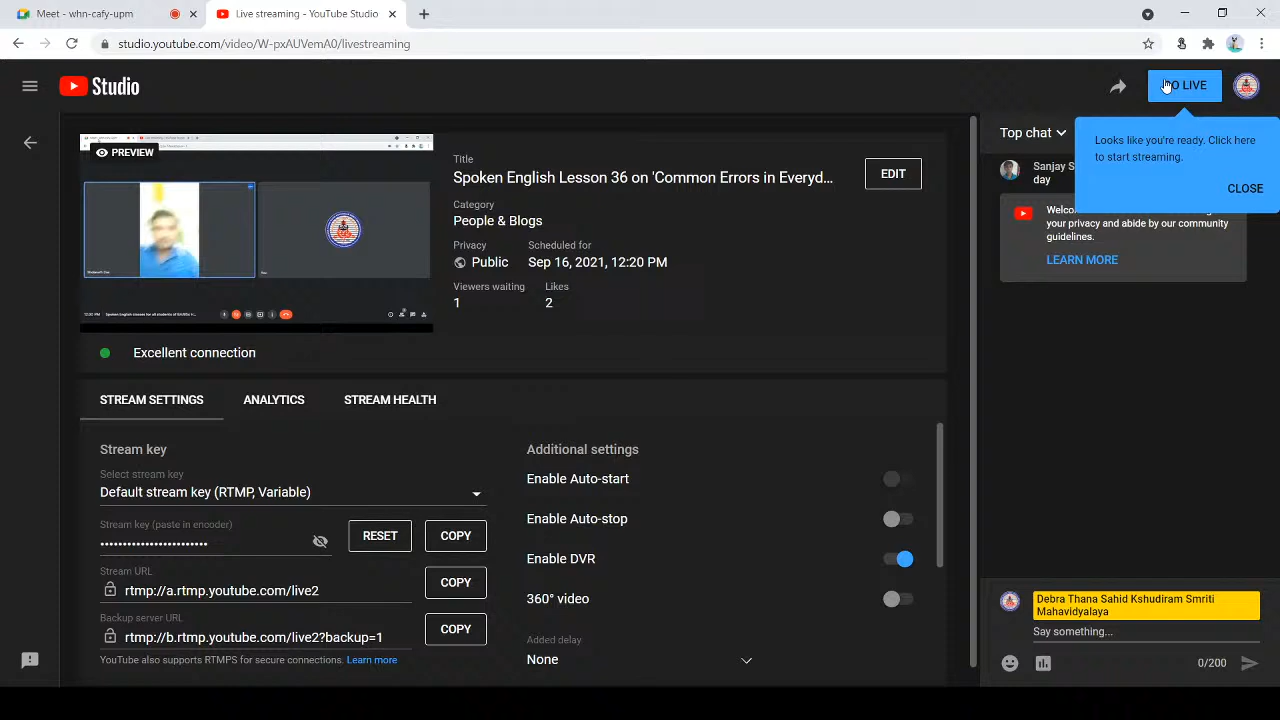 Meet - whn-cafy-upm
Live streaming - YouTube Studio
studio.youtube.com/video/W-pxAUVemA0/livestreaming
Studio
GO LIVE
Looks like you're ready. Click here
to start streaming.
CLOSE
PREVIEW
Title
Spoken English Lesson 36 on 'Common Errors in Everyd...
EDIT
Category
People & Blogs
Privacy
Public
Scheduled for
Sep 16, 2021, 12:20 PM
Viewers waiting
1
Likes
2
Excellent connection
STREAM SETTINGS
ANALYTICS
STREAM HEALTH
Stream key
Select stream key
Default stream key (RTMP, Variable)
Stream key (paste in encoder)
RESET
COPY
Stream URL
rtmp://a.rtmp.youtube.com/live2
COPY
Backup server URL
rtmp://b.rtmp.youtube.com/live2?backup=1
COPY
YouTube also supports RTMPS for secure connections. Learn more
Additional settings
Enable Auto-start
Enable Auto-stop
Enable DVR
360° video
Added delay
None
Top chat
Sanjay S
day
Welc
your privacy and abide by our community
guidelines.
LEARN MORE
Debra Thana Sahid Kshudiram Smriti
Mahavidyalaya
Say something...
0/200